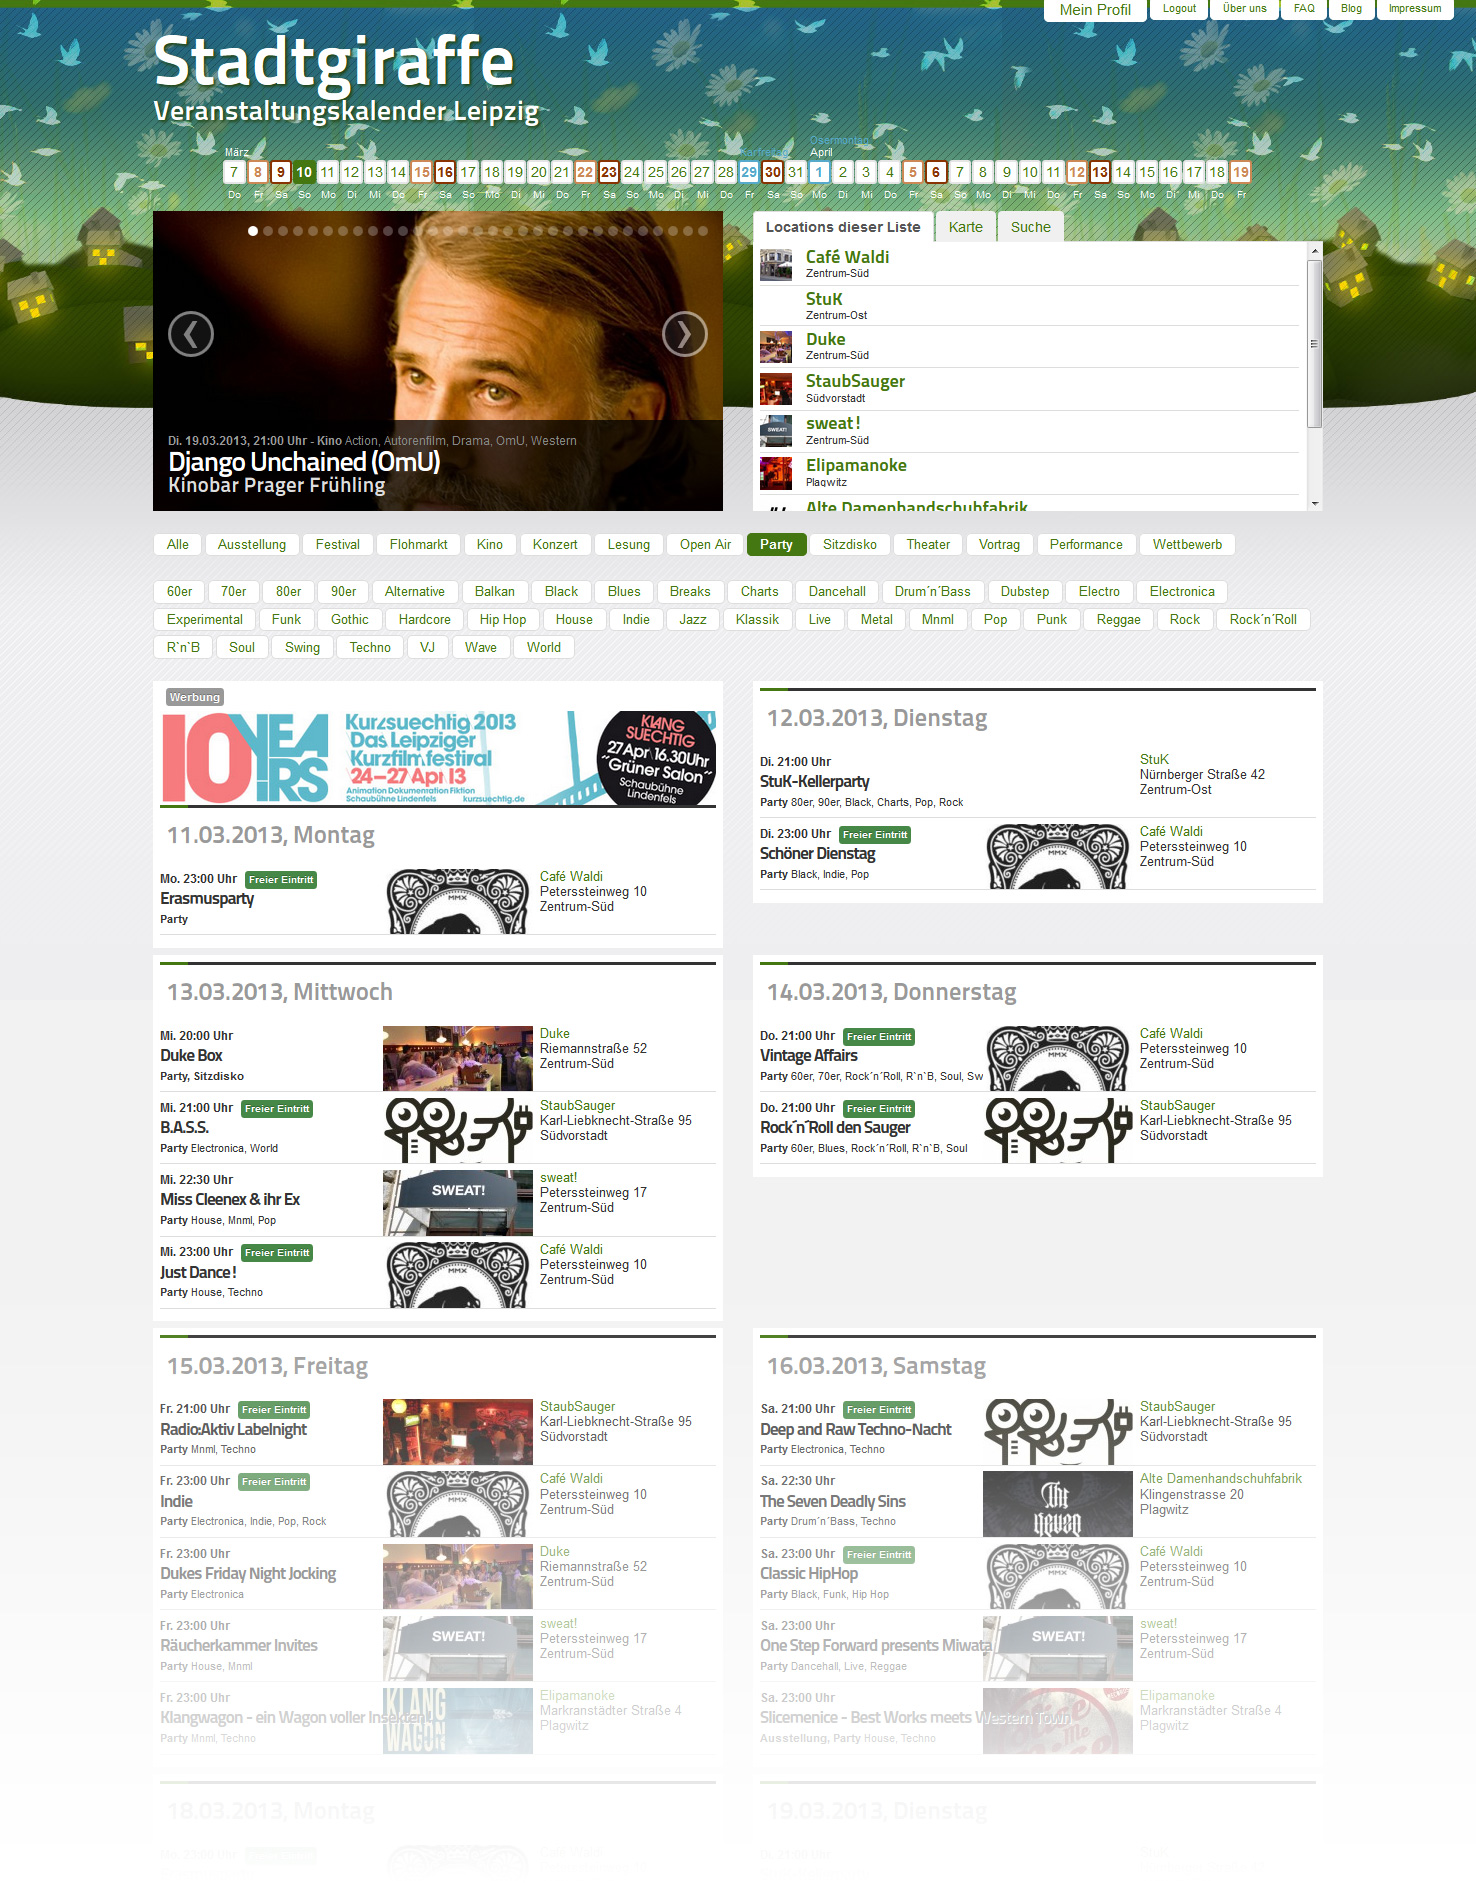 Mein Profil
Logout
Über uns
FAQ
Blog
Impressum
Stadtgiraffe
Veranstaltungskalender Leipzig
Osermontag
März
Karfreitag
April
7 8 9 10 11 12 13 14 15 16 17 18 19 20 21 22 23 24 25 26 27 28 29 30 31 1 2 3 4 5 6 7 8 9 10 11 12 13 14 15 16 17 18 19
Do Fr Sa So Mo Di Mi Do Fr Sa So Mo Di Mi Do Fr Sa So Mo Di Mi Do Fr Sa So Mo Di Mi Do Fr Sa So Mo Di Mi Do Fr Sa So Mo Di Mi Do Fr
Di. 19.03.2013, 21:00 Uhr - Kino Action, Autorenfilm, Drama, OmU, Western
Django Unchained (OmU)
Kinobar Prager Frühling
Locations dieser Liste
Karte
Suche
Café Waldi
Zentrum-Süd
StuK
Zentrum-Ost
Duke
Zentrum-Süd
StaubSauger
Südvorstadt
SWEAT!
sweat!
Zentrum-Süd
Elipamanoke
Plagwitz
Alte Damenhandschuhfabrik
Alle Ausstellung Festival Flohmarkt Kino Konzert Lesung Open Air Party Sitzdisko Theater Vortrag Performance Wettbewerb
60er 70er 80er 90er Alternative Balkan Black Blues Breaks Charts Dancehall Drum´n´Bass Dubstep Electro Electronica
Experimental Funk Gothic Hardcore Hip Hop House Indie Jazz Klassik Live Metal Mnml Pop Punk Reggae Rock Rock´n´Roll
R`n`B Soul Swing Techno VJ Wave World
Werbung
10 YEARS
Kurzsuechtig 2013
Das Leipziger
Kurzfilmfestival
24–27 Apr 13
Animation Dokumentation Fiktion
Schaubühne Lindenfels kurzsuechtig.de
KLANG
SUECHTIG
27 Apr 16.30Uhr
"Grüner Salon"
Schaubühne
Lindenfels
11.03.2013, Montag
Mo. 23:00 Uhr Freier Eintritt
Erasmusparty
Party
MMX
Café Waldi
Peterssteinweg 10
Zentrum-Süd
12.03.2013, Dienstag
Di. 21:00 Uhr
StuK-Kellerparty
Party 80er, 90er, Black, Charts, Pop, Rock
StuK
Nürnberger Straße 42
Zentrum-Ost
Di. 23:00 Uhr Freier Eintritt
Schöner Dienstag
Party Black, Indie, Pop
MMX
Café Waldi
Peterssteinweg 10
Zentrum-Süd
13.03.2013, Mittwoch
Mi. 20:00 Uhr
Duke Box
Party, Sitzdisko
Duke
Riemannstraße 52
Zentrum-Süd
Mi. 21:00 Uhr Freier Eintritt
B.A.S.S.
Party Electronica, World
StaubSauger
Karl-Liebknecht-Straße 95
Südvorstadt
Mi. 22:30 Uhr
Miss Cleenex & ihr Ex
Party House, Mnml, Pop
SWEAT!
sweat!
Peterssteinweg 17
Zentrum-Süd
Mi. 23:00 Uhr Freier Eintritt
Just Dance!
Party House, Techno
MMX
Café Waldi
Peterssteinweg 10
Zentrum-Süd
14.03.2013, Donnerstag
Do. 21:00 Uhr Freier Eintritt
Vintage Affairs
Party 60er, 70er, Rock´n´Roll, R`n`B, Soul, Sw
MMX
Café Waldi
Peterssteinweg 10
Zentrum-Süd
Do. 21:00 Uhr Freier Eintritt
Rock´n´Roll den Sauger
Party 60er, Blues, Rock´n´Roll, R`n`B, Soul
StaubSauger
Karl-Liebknecht-Straße 95
Südvorstadt
15.03.2013, Freitag
Fr. 21:00 Uhr Freier Eintritt
Radio:Aktiv Labelnight
Party Mnml, Techno
StaubSauger
Karl-Liebknecht-Straße 95
Südvorstadt
Fr. 23:00 Uhr Freier Eintritt
Indie
Party Electronica, Indie, Pop, Rock
MMX
Café Waldi
Peterssteinweg 10
Zentrum-Süd
Fr. 23:00 Uhr
Dukes Friday Night Jocking
Party Electronica
Duke
Riemannstraße 52
Zentrum-Süd
Fr. 23:00 Uhr
Räucherkammer Invites
Party House, Mnml
SWEAT!
sweat!
Peterssteinweg 17
Zentrum-Süd
Fr. 23:00 Uhr
Klangwagon - ein Wagon voller Insekten
Party Mnml, Techno
KLANG
WAGON
Elipamanoke
Markranstädter Straße 4
Plagwitz
16.03.2013, Samstag
Sa. 21:00 Uhr Freier Eintritt
Deep and Raw Techno-Nacht
Party Electronica, Techno
StaubSauger
Karl-Liebknecht-Straße 95
Südvorstadt
Sa. 22:30 Uhr
The Seven Deadly Sins
Party Drum´n´Bass, Techno
The
Seven
Alte Damenhandschuhfabrik
Klingenstrasse 20
Plagwitz
Sa. 23:00 Uhr Freier Eintritt
Classic HipHop
Party Black, Funk, Hip Hop
MMX
Café Waldi
Peterssteinweg 10
Zentrum-Süd
Sa. 23:00 Uhr
One Step Forward presents Miwata
Party Dancehall, Live, Reggae
SWEAT!
sweat!
Peterssteinweg 17
Zentrum-Süd
Sa. 23:00 Uhr
Slicemenice - Best Works meets Western Town
Ausstellung, Party House, Techno
Elipamanoke
Markranstädter Straße 4
Plagwitz
18.03.2013, Montag
19.03.2013, Dienstag